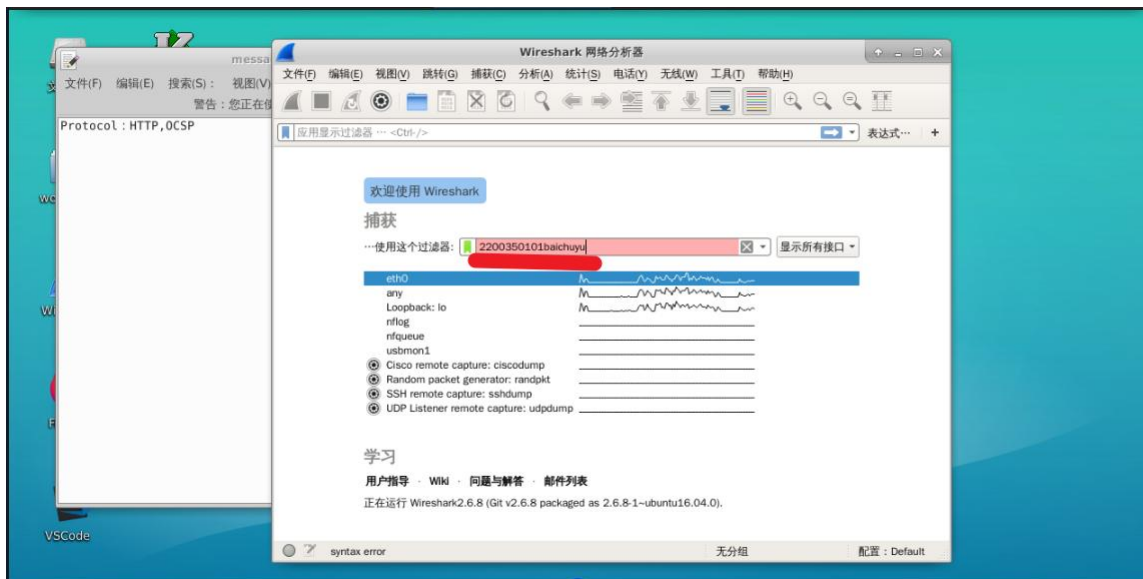 messa
文件(F) 编辑(E) 搜索(S): 视图(V)
警告:您正在使
Protocol:HTTP,OCSP
Wireshark 网络分析器
文件(F) 编辑(E) 视图(V) 跳转(G) 捕获(C) 分析(A) 统计(S) 电话(Y) 无线(W) 工具(T) 帮助(H)
应用显示过滤器 … <Ctrl-/>
表达式… +
欢迎使用 Wireshark
捕获
…使用这个过滤器: 2200350101baichuyu 显示所有接口
eth0
any
Loopback: lo
nflog
nfqueue
usbmon1
Cisco remote capture: ciscodump
Random packet generator: randpkt
SSH remote capture: sshdump
UDP Listener remote capture: udpdump
学习
用户指导 · Wiki · 问题与解答 · 邮件列表
正在运行 Wireshark2.6.8 (Git v2.6.8 packaged as 2.6.8-1~ubuntu16.04.0).
syntax error 无分组 配置:Default
VSCode